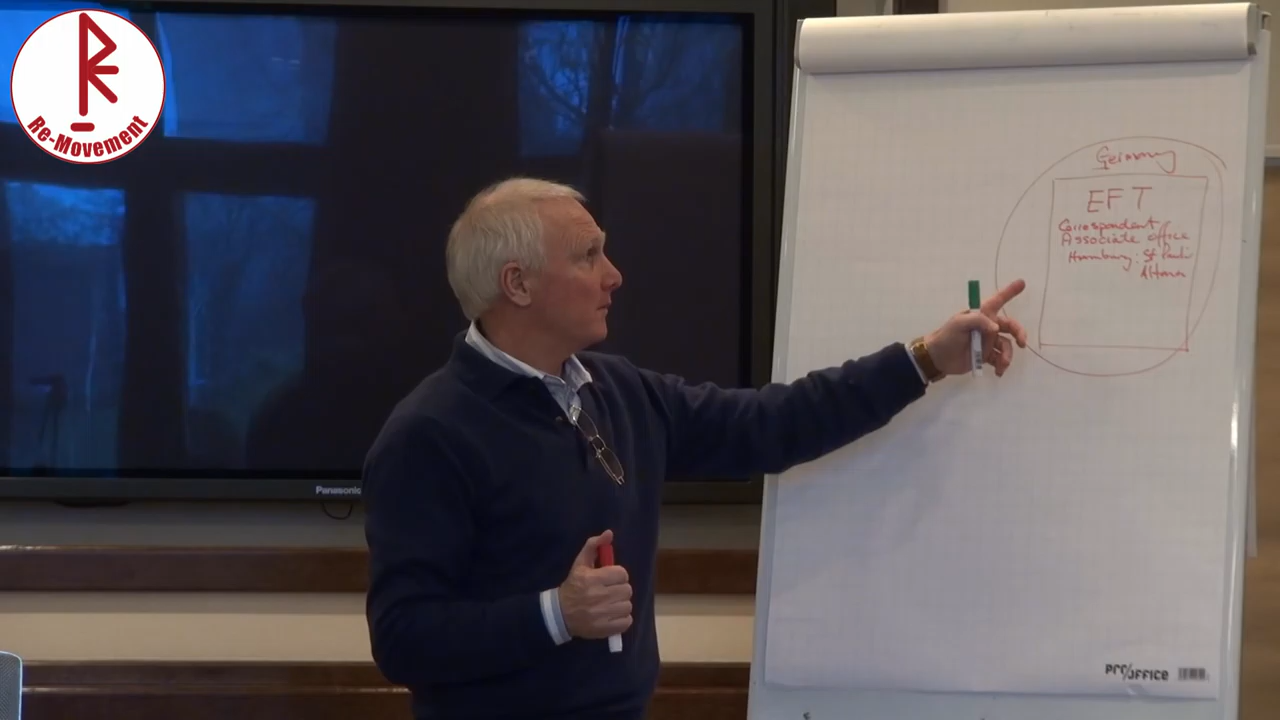 Re-Movement
Germany
EFT
Correspondent
Associate office
Hamburg: St Pauli
Altona
Panasonic
pro/office